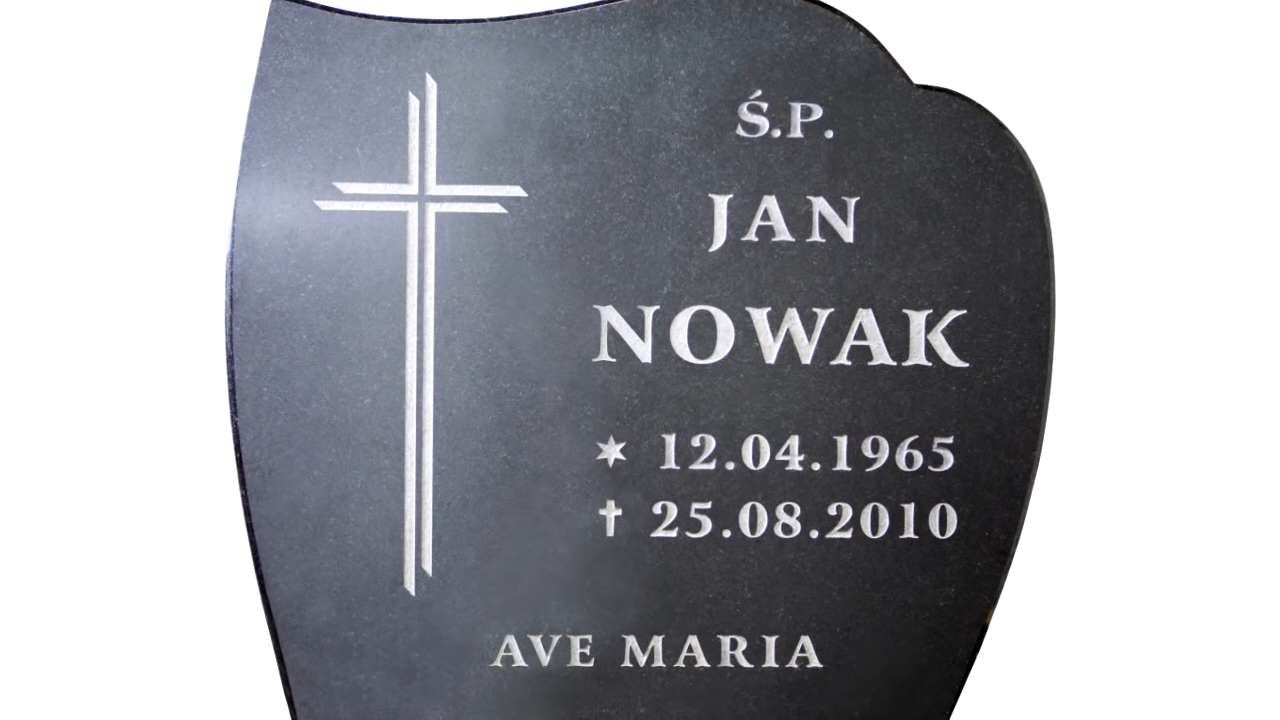 Ś.P.
JAN
NOWAK
✶ 12.04.1965
✝ 25.08.2010
AVE MARIA